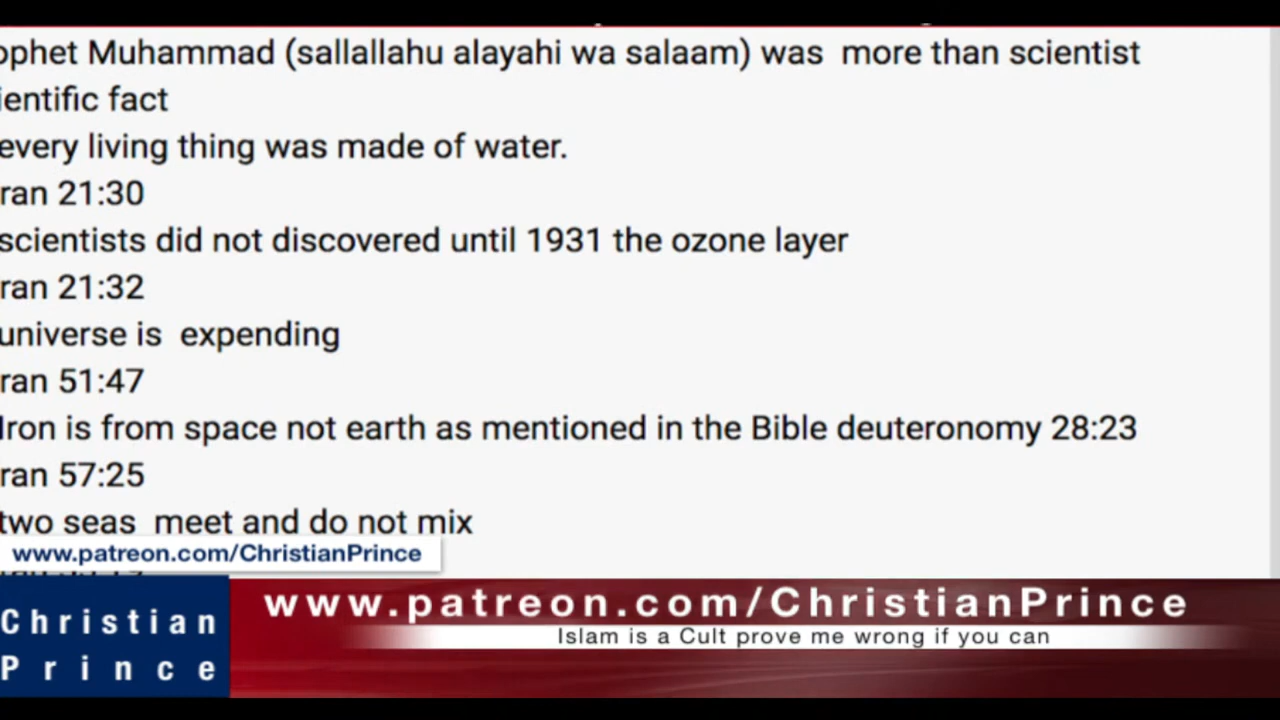 ophet Muhammad (sallallahu alayahi wa salaam) was more than scientist
ientific fact
every living thing was made of water.
ran 21:30
scientists did not discovered until 1931 the ozone layer
ran 21:32
universe is expending
ran 51:47
Iron is from space not earth as mentioned in the Bible deuteronomy 28:23
ran 57:25
two seas meet and do not mix
www.patreon.com/ChristianPrince
Christian
Prince
www.patreon.com/ChristianPrince
Islam is a Cult prove me wrong if you can